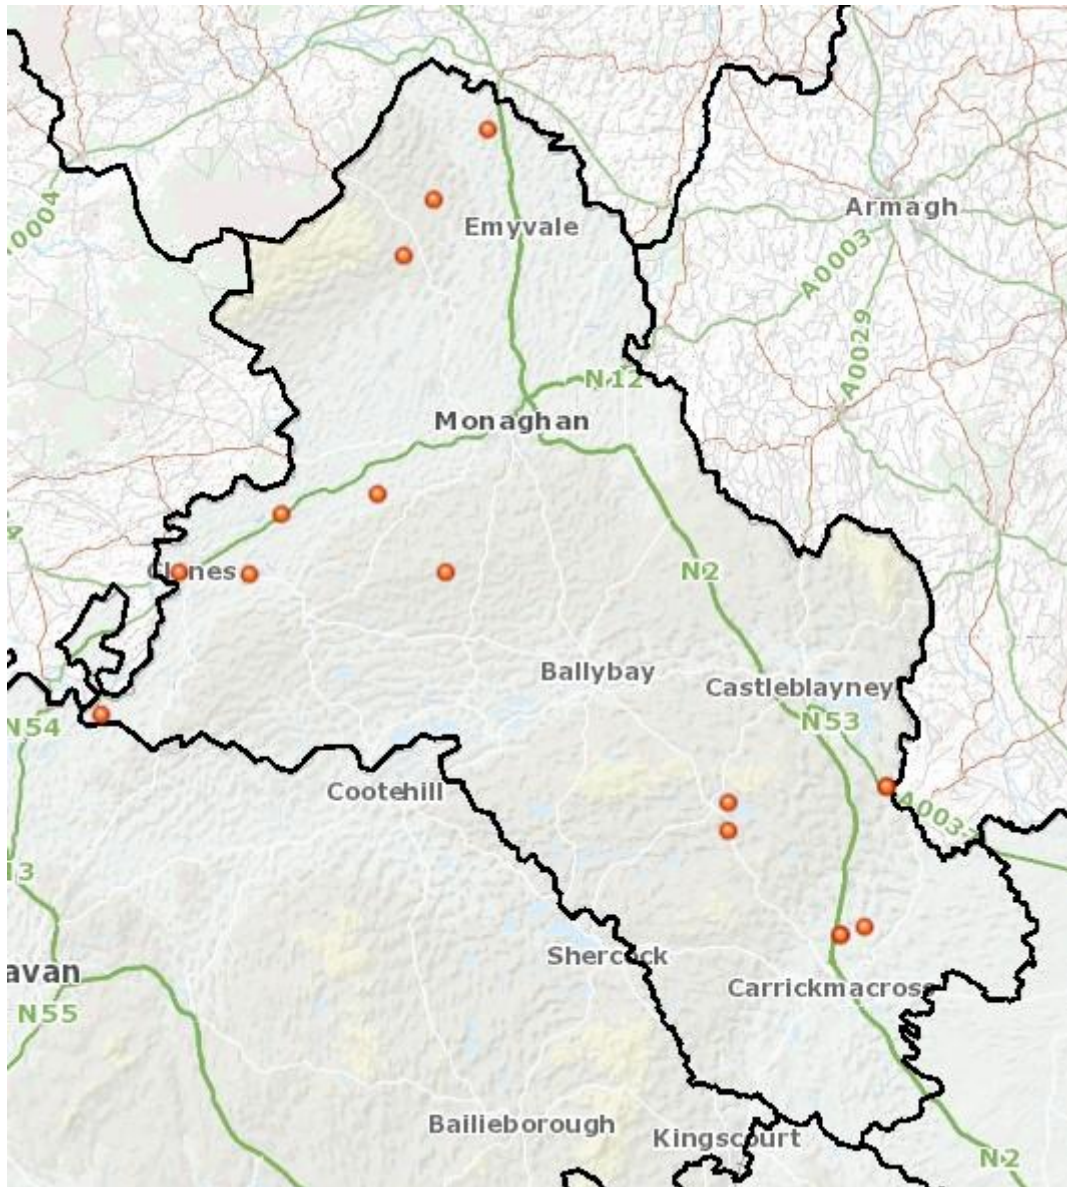 Armagh
A0004
Emyvale
A0003
A0029
N12
Monaghan
Clones
N2
Ballybay
Castleblayney
N53
N54
Cootehill
A003
13
Shercock
avan
Carrickmacross
N55
Bailieborough
Kingscourt
N2